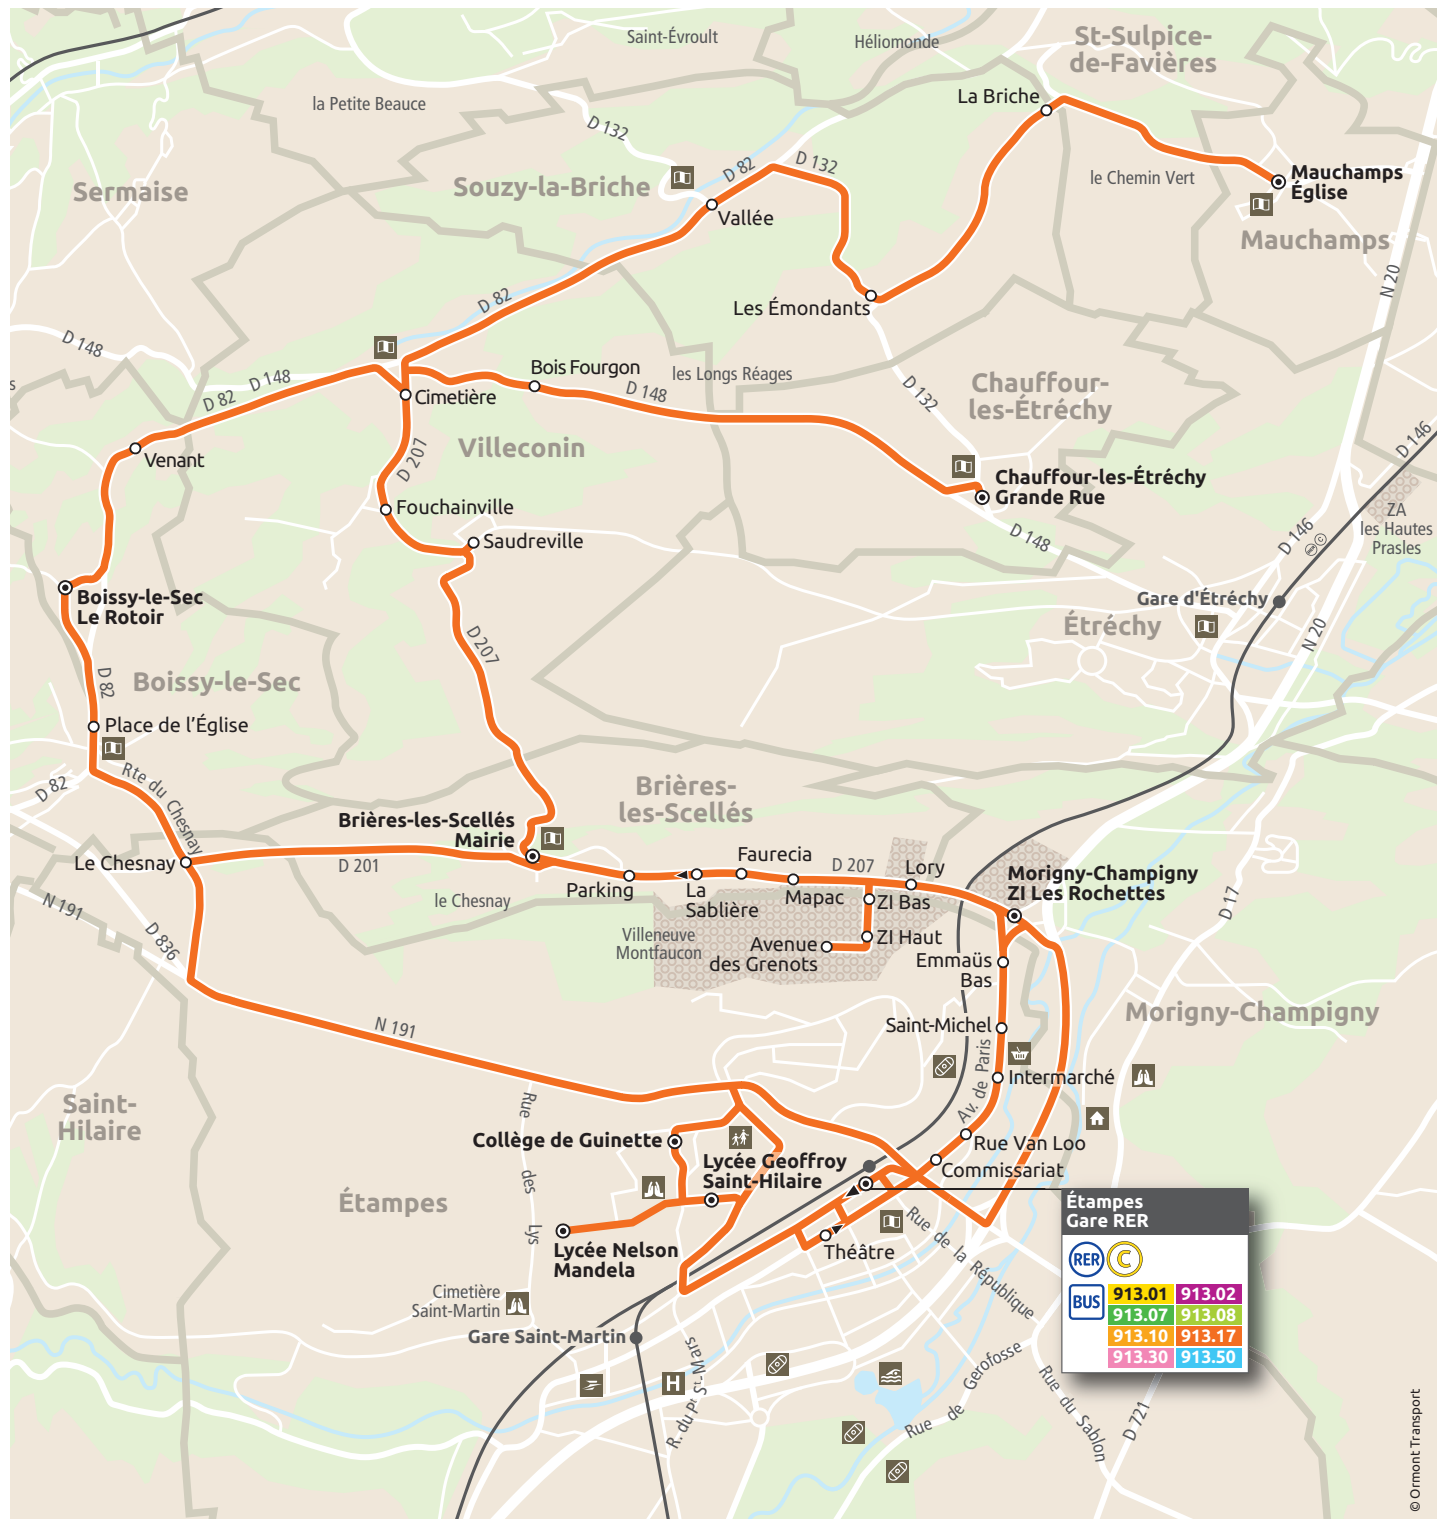 Saint-Évroult
Héliomonde
St-Sulpice-
de-Favières
la Petite Beauce
La Briche
D 132
D 82
D 132
le Chemin Vert
Mauchamps
Église
Sermaise
Souzy-la-Briche
Vallée
Mauchamps
N 20
D 82
Les Émondants
D 148
D 148
D 82
Bois Fourgon
les Longs Réages
D 148
D 132
Chauffour-
les-Étréchy
s
Cimetière
Venant
D 207
Villeconin
D 146
Chauffour-les-Étréchy
Grande Rue
Fouchainville
Saudreville
D 148
D 146
ZA
les Hautes
Prasles
Boissy-le-Sec
Le Rotoir
Gare d'Étréchy
Étréchy
N 20
D 207
D 82
Boissy-le-Sec
Place de l'Église
Rte du Chesnay
D 82
Brières-
les-Scellés
Brières-les-Scellés
Mairie
Le Chesnay
D 201
Faurecia
D 207
Lory
Morigny-Champigny
ZI Les Rochettes
D 17
Parking
La
Sablière
Mapac
ZI Bas
le Chesnay
N 191
D 836
Villeneuve
Montfaucon
Avenue
des Grenots
ZI Haut
Emmaüs
Bas
Morigny-Champigny
N 191
Saint-Michel
Av. de Paris
Intermarché
Saint-
Hilaire
Rue
des
Lys
Collège de Guinette
Rue Van Loo
Lycée Geoffroy
Saint-Hilaire
Commissariat
Étampes
Étampes
Gare RER
RER C
BUS
913.01 913.02
913.07 913.08
913.10 913.17
913.30 913.50
Rue de la République
Théâtre
Lycée Nelson
Mandela
Cimetière
Saint-Martin
Gare Saint-Martin
H
R. du Pt St-Mars
Rue de Gerofosse
Rue du Sablon
D 721
© Ormont Transport